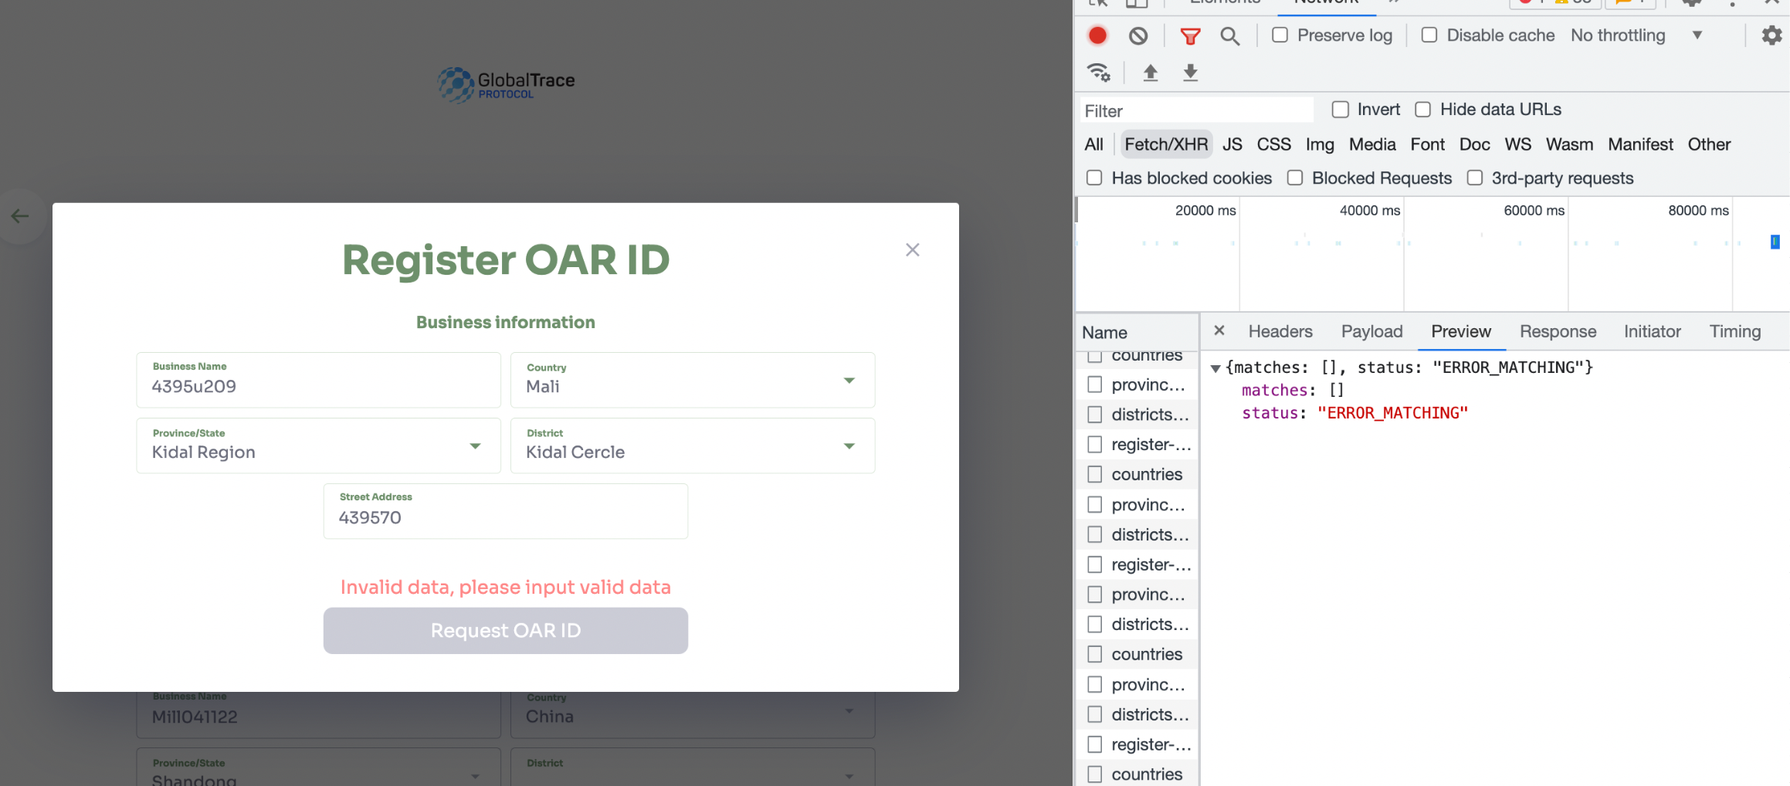 GlobalTrace
PROTOCOL
Register OAR ID
Business information
Business Name
4395u209
Country
Mali
Province/State
Kidal Region
District
Kidal Cercle
Street Address
439570
Invalid data, please input valid data
Request OAR ID
Business Name
Mill041122
Country
China
Province/State
Shandong
District
Elements
Network
Preserve log
Disable cache
No throttling
Filter
Invert
Hide data URLs
All
Fetch/XHR
JS
CSS
Img
Media
Font
Doc
WS
Wasm
Manifest
Other
Has blocked cookies
Blocked Requests
3rd-party requests
20000 ms
40000 ms
60000 ms
80000 ms
Name
Headers
Payload
Preview
Response
Initiator
Timing
countries
provinc...
districts...
register-...
countries
provinc...
districts...
register-...
provinc...
districts...
countries
provinc...
districts...
register-...
countries
{matches: [], status: "ERROR_MATCHING"}
matches: []
status: "ERROR_MATCHING"